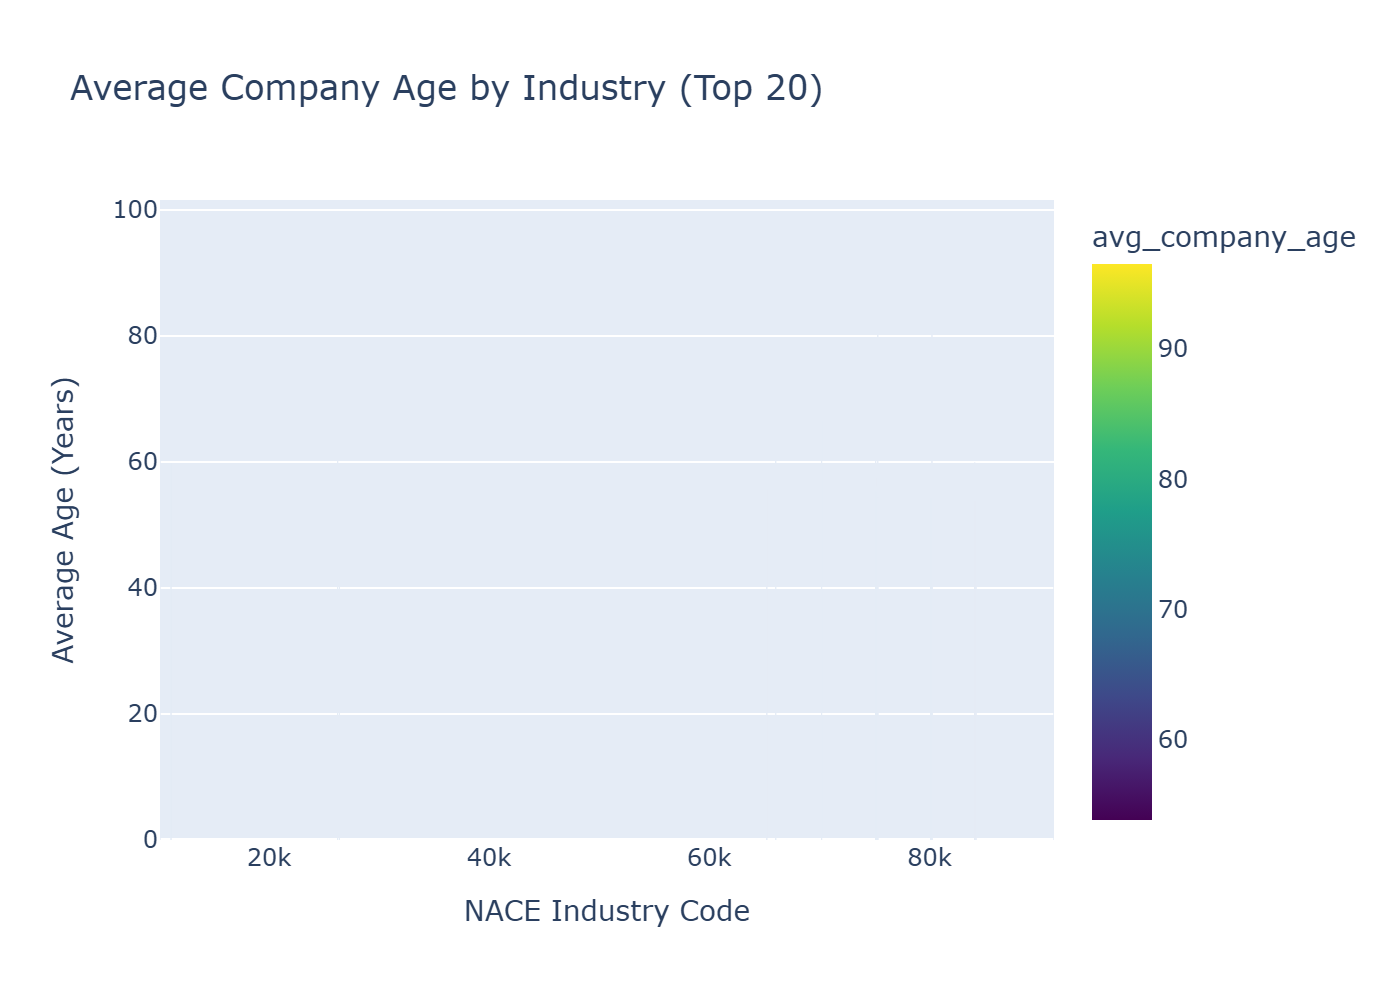 Average Company Age by Industry (Top 20)
100
80
60
40
20
0
Average Age (Years)
20k
40k
60k
80k
NACE Industry Code
avg_company_age
90
80
70
60